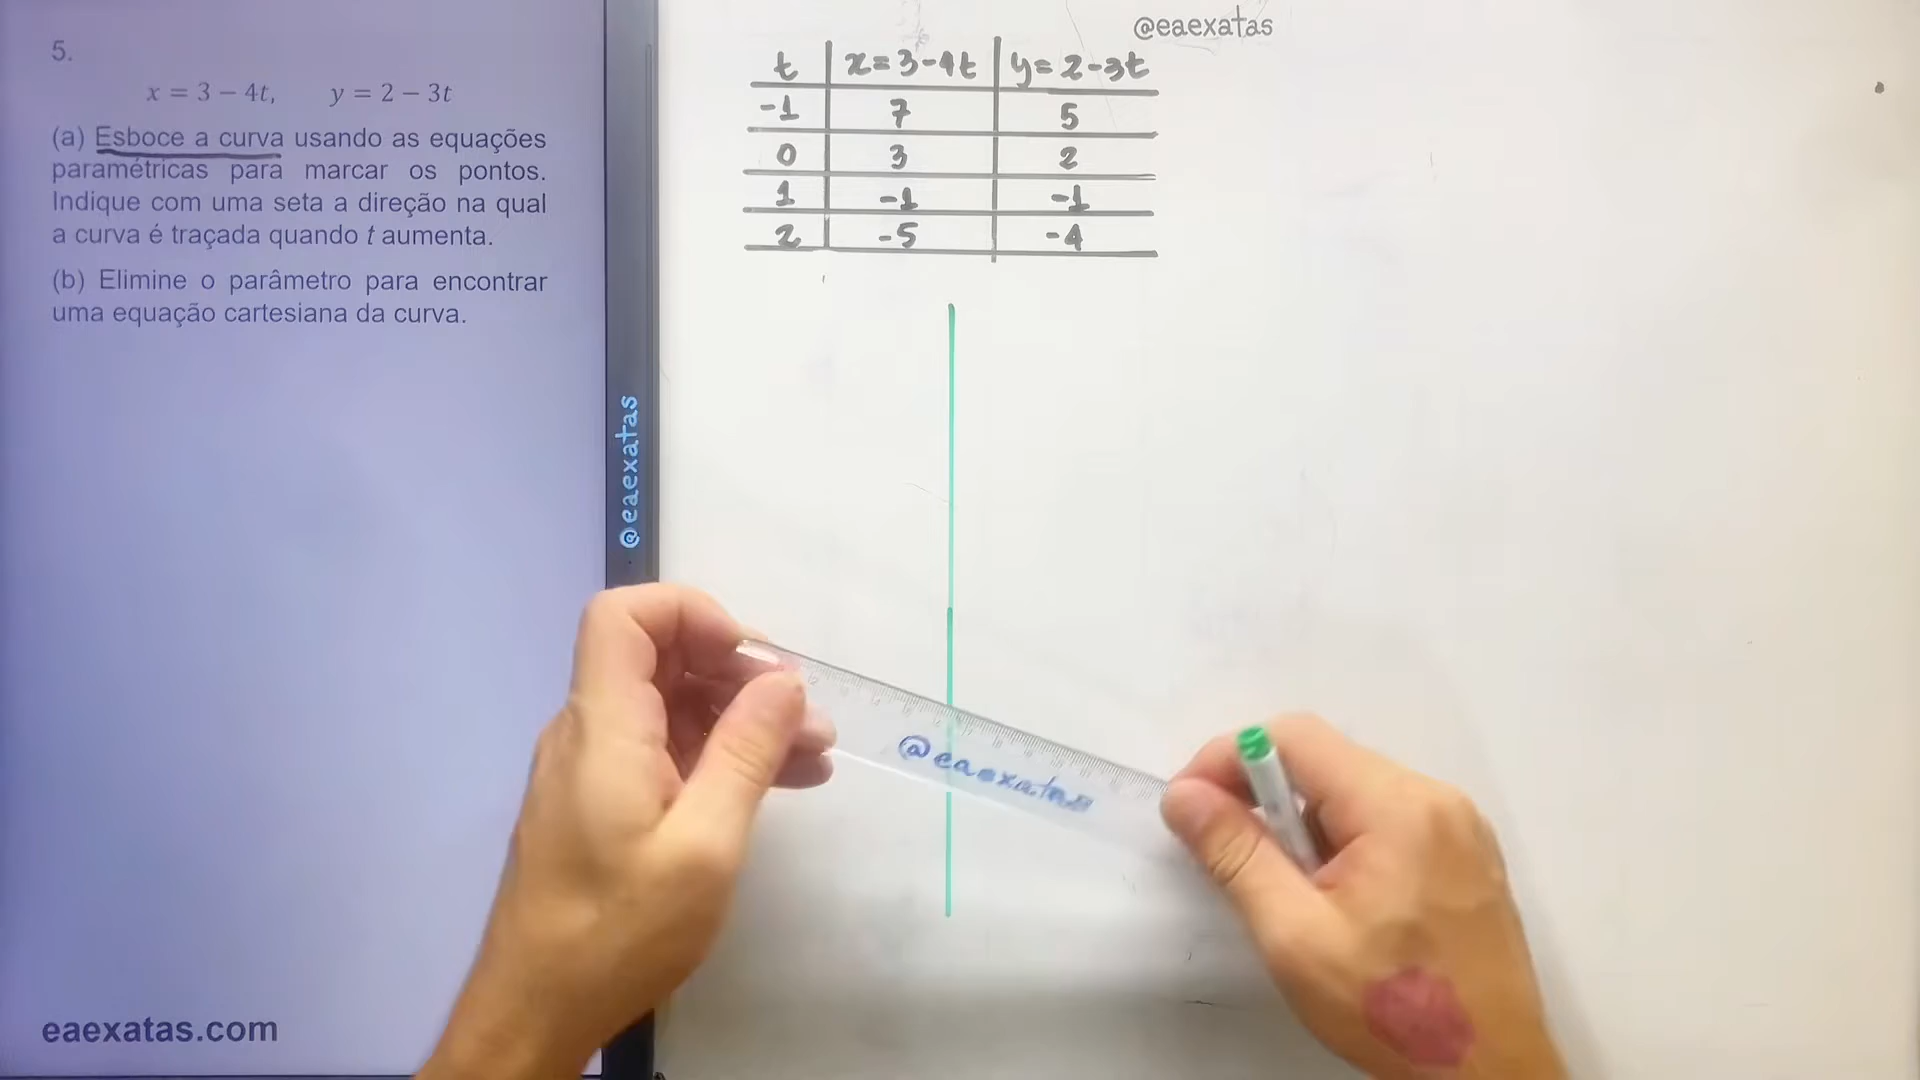 5.
x = 3 − 4t, y = 2 − 3t
(a) Esboce a curva usando as equações
paramétricas para marcar os pontos.
Indique com uma seta a direção na qual
a curva é traçada quando t aumenta.
(b) Elimine o parâmetro para encontrar
uma equação cartesiana da curva.
eaexatas.com
@eaexatas
@eaexatas
t x=3-4t y=2-3t
-1 7 5
0 3 2
1 -1 -1
2 -5 -4
@eaexatas